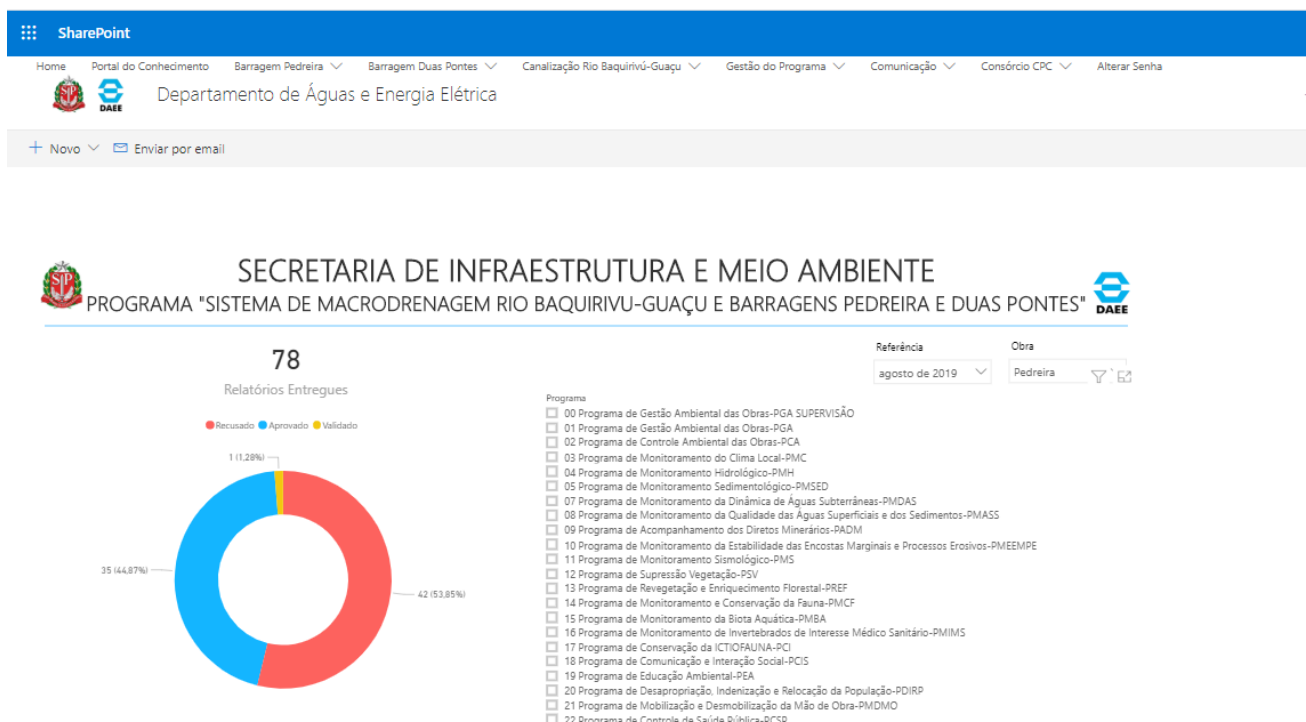 SharePoint
Home Portal do Conhecimento Barragem Pedreira Barragem Duas Pontes Canalização Rio Baquirivú-Guaçu Gestão do Programa Comunicação Consórcio CPC Alterar Senha
DAEE
Departamento de Águas e Energia Elétrica
+ Novo Enviar por email
SECRETARIA DE INFRAESTRUTURA E MEIO AMBIENTE
PROGRAMA "SISTEMA DE MACRODRENAGEM RIO BAQUIRIVU-GUAÇU E BARRAGENS PEDREIRA E DUAS PONTES"
DAEE
78
Relatórios Entregues
Recusado Aprovado Validado
1 (1,28%)
35 (44,87%)
42 (53,85%)
Referência
agosto de 2019
Obra
Pedreira
Programa
00 Programa de Gestão Ambiental das Obras-PGA SUPERVISÃO
01 Programa de Gestão Ambiental das Obras-PGA
02 Programa de Controle Ambiental das Obras-PCA
03 Programa de Monitoramento do Clima Local-PMC
04 Programa de Monitoramento Hidrológico-PMH
05 Programa de Monitoramento Sedimentológico-PMSED
07 Programa de Monitoramento da Dinâmica de Águas Subterrâneas-PMDAS
08 Programa de Monitoramento da Qualidade das Águas Superficiais e dos Sedimentos-PMASS
09 Programa de Acompanhamento dos Diretos Minerários-PADM
10 Programa de Monitoramento da Estabilidade das Encostas Marginais e Processos Erosivos-PMEEMPE
11 Programa de Monitoramento Sismológico-PMS
12 Programa de Supressão Vegetação-PSV
13 Programa de Revegetação e Enriquecimento Florestal-PREF
14 Programa de Monitoramento e Conservação da Fauna-PMCF
15 Programa de Monitoramento da Biota Aquática-PMBA
16 Programa de Monitoramento de Invertebrados de Interesse Médico Sanitário-PMIMS
17 Programa de Conservação da ICTIOFAUNA-PCI
18 Programa de Comunicação e Interação Social-PCIS
19 Programa de Educação Ambiental-PEA
20 Programa de Desapropriação, Indenização e Relocação da População-PDIRP
21 Programa de Mobilização e Desmobilização da Mão de Obra-PMDMO
22 Programa de Controle de Saúde Pública-PCSP